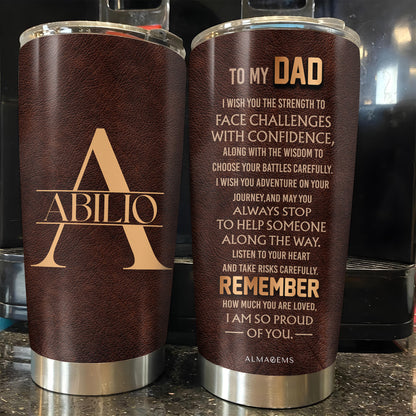 A
ABILIO
TO MY DAD
I WISH YOU THE STRENGTH TO
FACE CHALLENGES
WITH CONFIDENCE,
ALONG WITH THE WISDOM TO
CHOOSE YOUR BATTLES CAREFULLY.
I WISH YOU ADVENTURE ON YOUR
JOURNEY,AND MAY YOU
ALWAYS STOP
TO HELP SOMEONE
ALONG THE WAY.
LISTEN TO YOUR HEART
AND TAKE RISKS CAREFULLY.
REMEMBER
HOW MUCH YOU ARE LOVED,
I AM SO PROUD
OF YOU.
ALMAGEMS